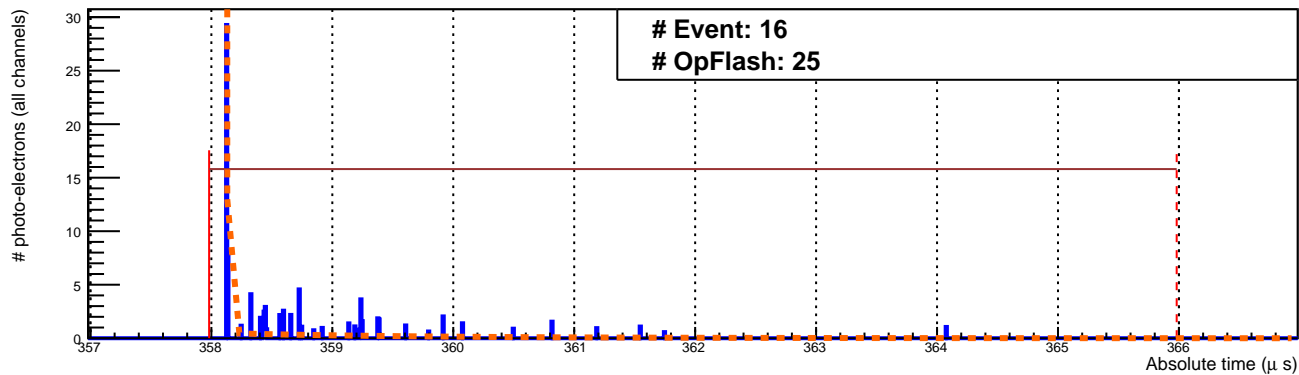 # photo-electrons (all channels)
30
25
20
15
10
5
0
# Event: 16
# OpFlash: 25
357 358 359 360 361 362 363 364 365 366
Absolute time (μ s)